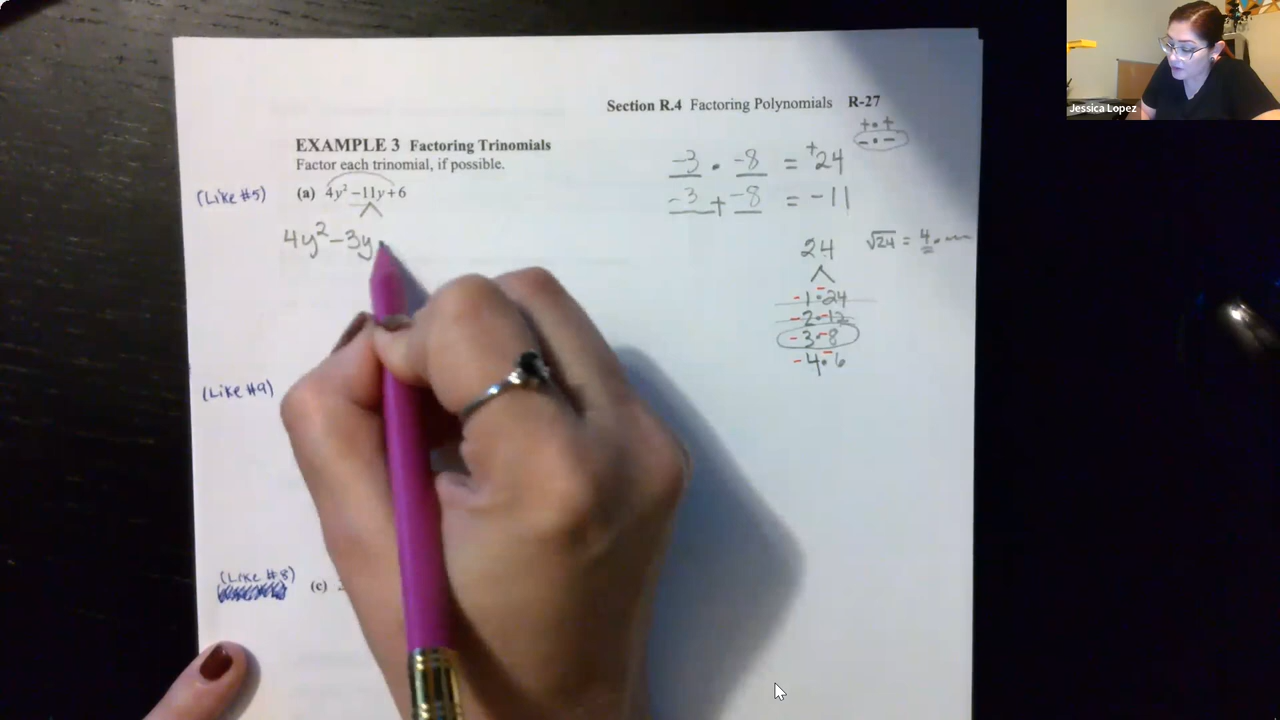 Jessica Lopez
Section R.4 Factoring Polynomials R-27
+ • +
- • -
EXAMPLE 3 Factoring Trinomials
Factor each trinomial, if possible.
(Like #5) (a) 4y² −11y+6
4y² − 3y
-3 • -8 = +24
-3 + -8 = -11
24 √24 = 4.
-1 • -24
-2 • -12
-3 • -8
-4 • -6
(Like #9)
(Like #8)
(c)